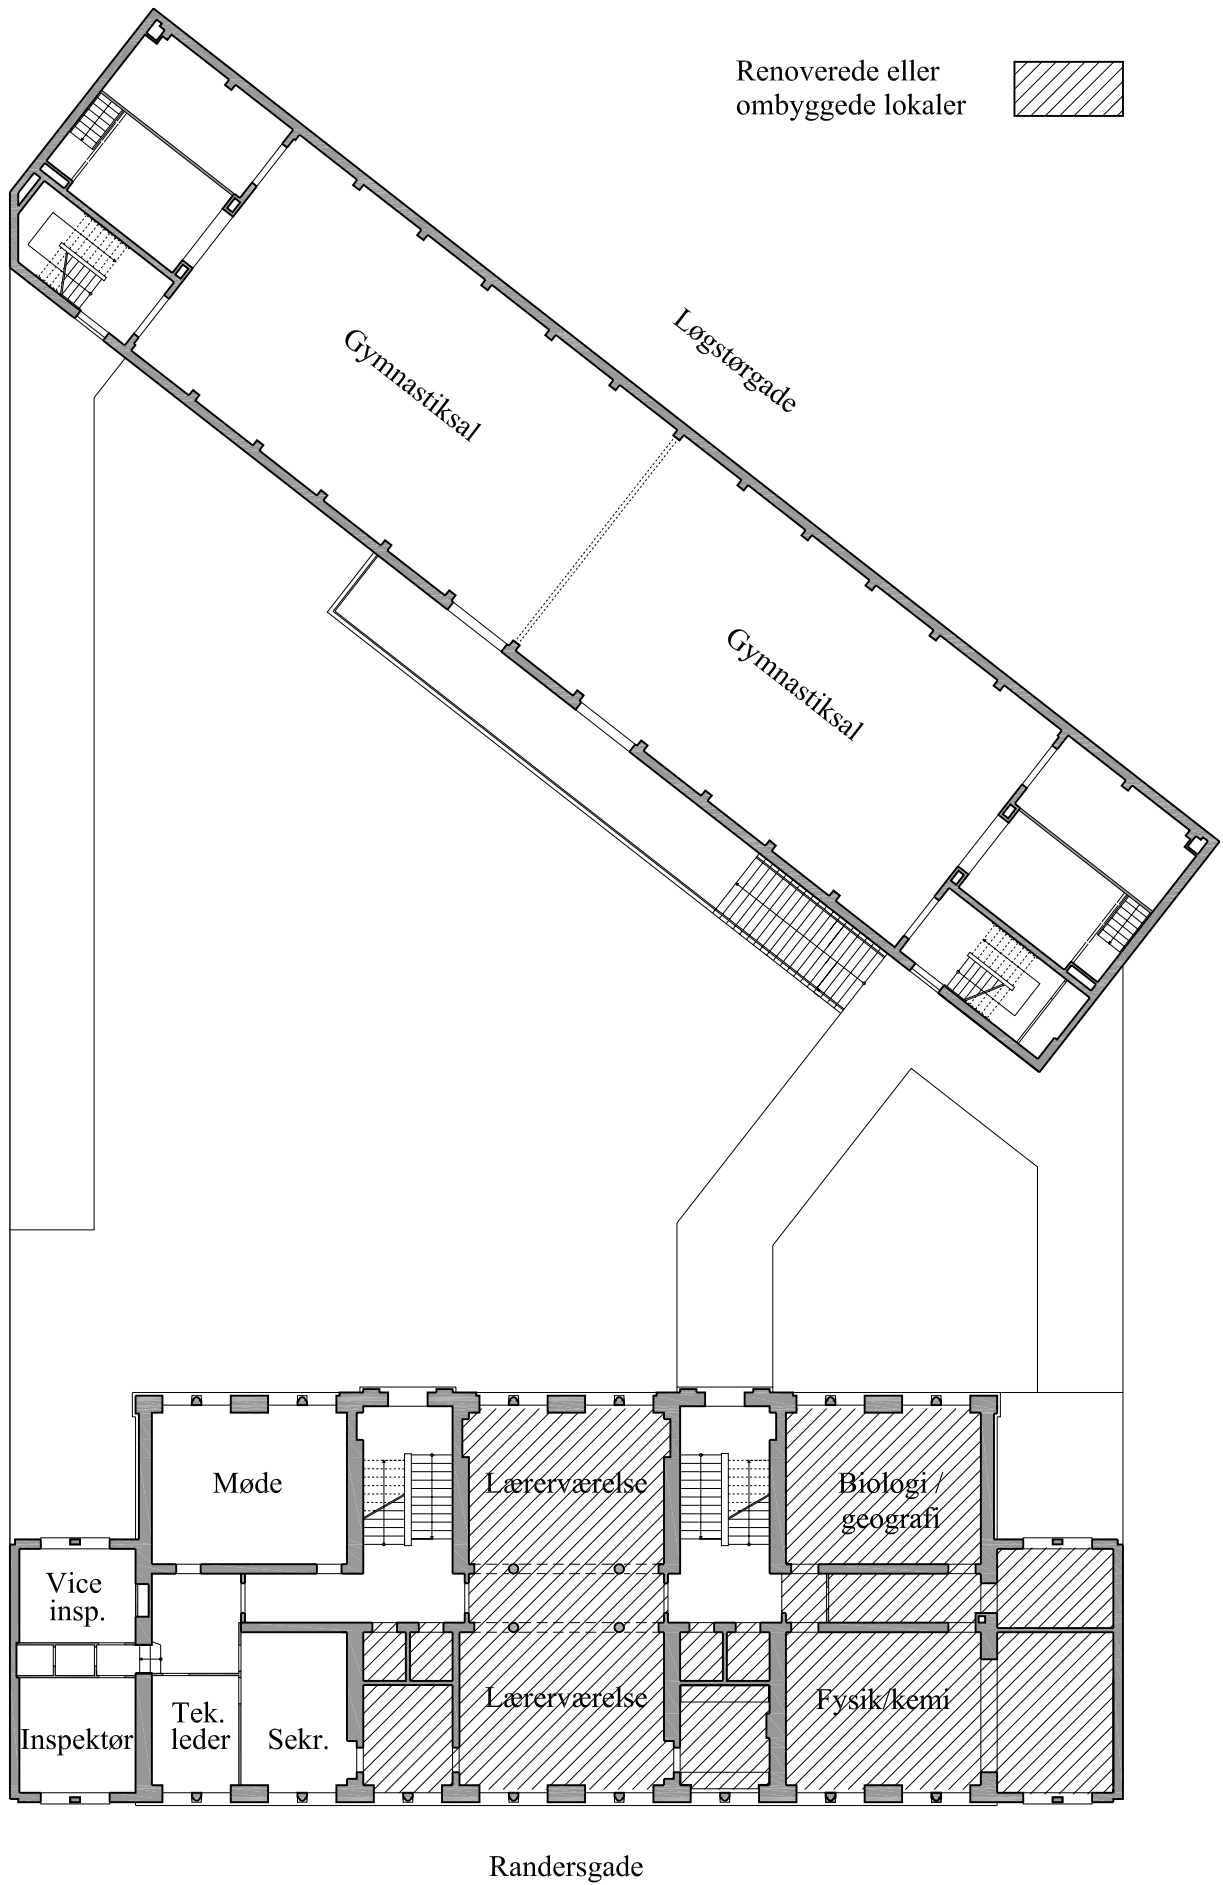 Renoverede eller
ombyggede lokaler
Løgstørgade
Gymnastiksal
Gymnastiksal
Møde
Lærerværelse
Biologi /
geografi
Vice
insp.
Lærerværelse
Fysik/kemi
Tek.
leder
Sekr.
Inspektør
Randersgade